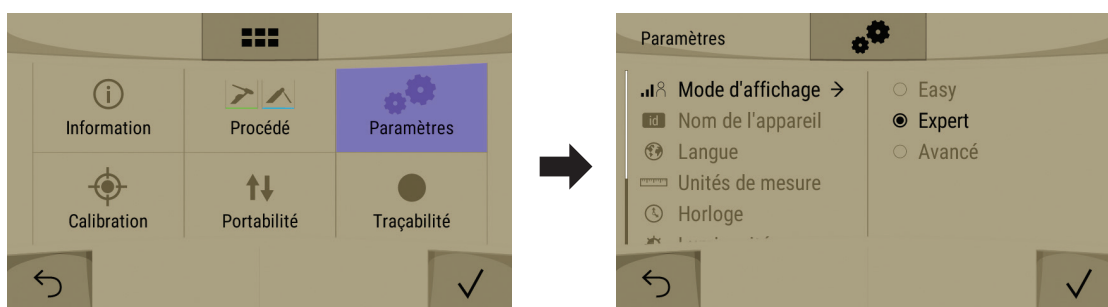 Information
Procédé
Paramètres
Calibration
Portabilité
Traçabilité
Paramètres
Mode d'affichage →
id Nom de l'appareil
Langue
Unités de mesure
Horloge
Easy
Expert
Avancé